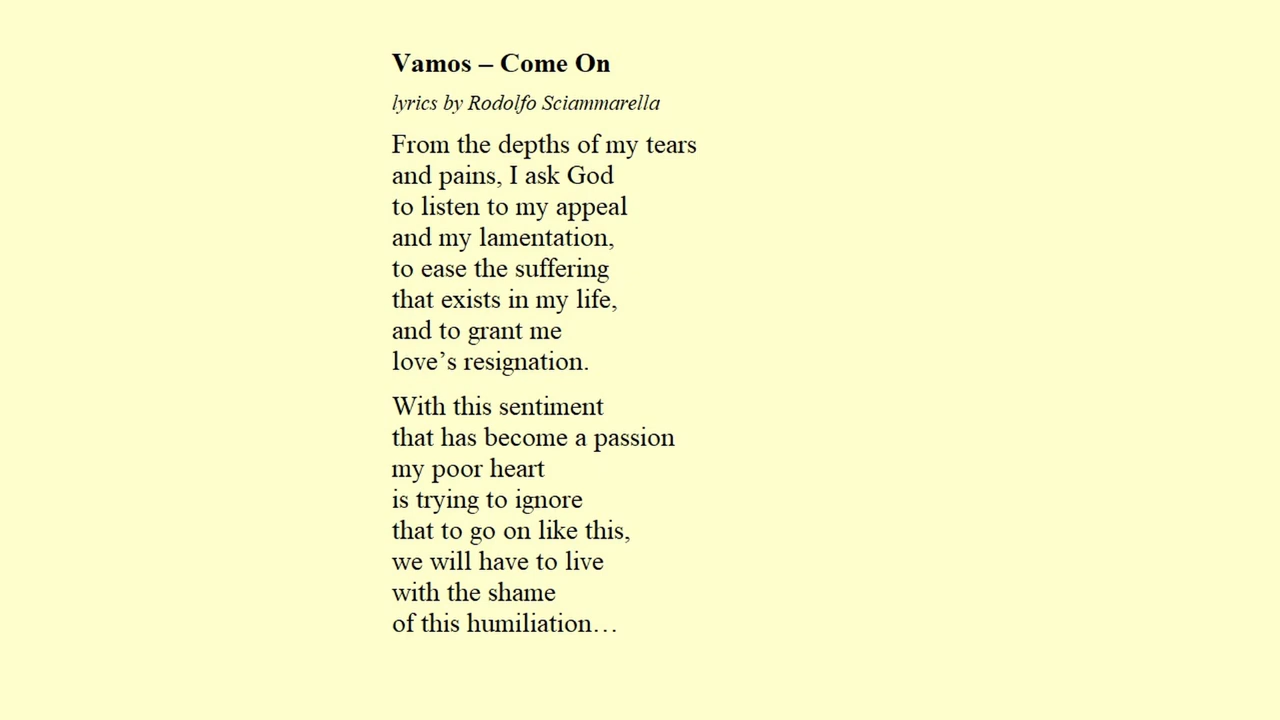 Vamos – Come On
lyrics by Rodolfo Sciammarella
From the depths of my tears
and pains, I ask God
to listen to my appeal
and my lamentation,
to ease the suffering
that exists in my life,
and to grant me
love’s resignation.
With this sentiment
that has become a passion
my poor heart
is trying to ignore
that to go on like this,
we will have to live
with the shame
of this humiliation…